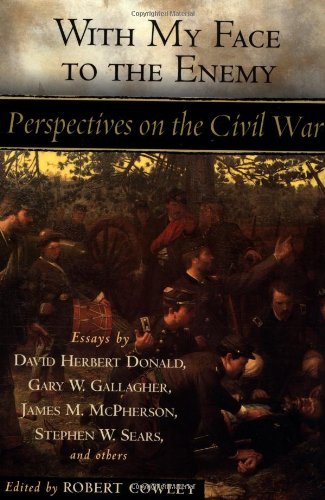 WITH MY FACE
TO THE ENEMY
Perspectives on the Civil War
Essays by
DAVID HERBERT DONALD,
GARY W. GALLAGHER,
JAMES M. MCPHERSON,
STEPHEN W. SEARS,
and others
Edited by ROBERT COWLEY